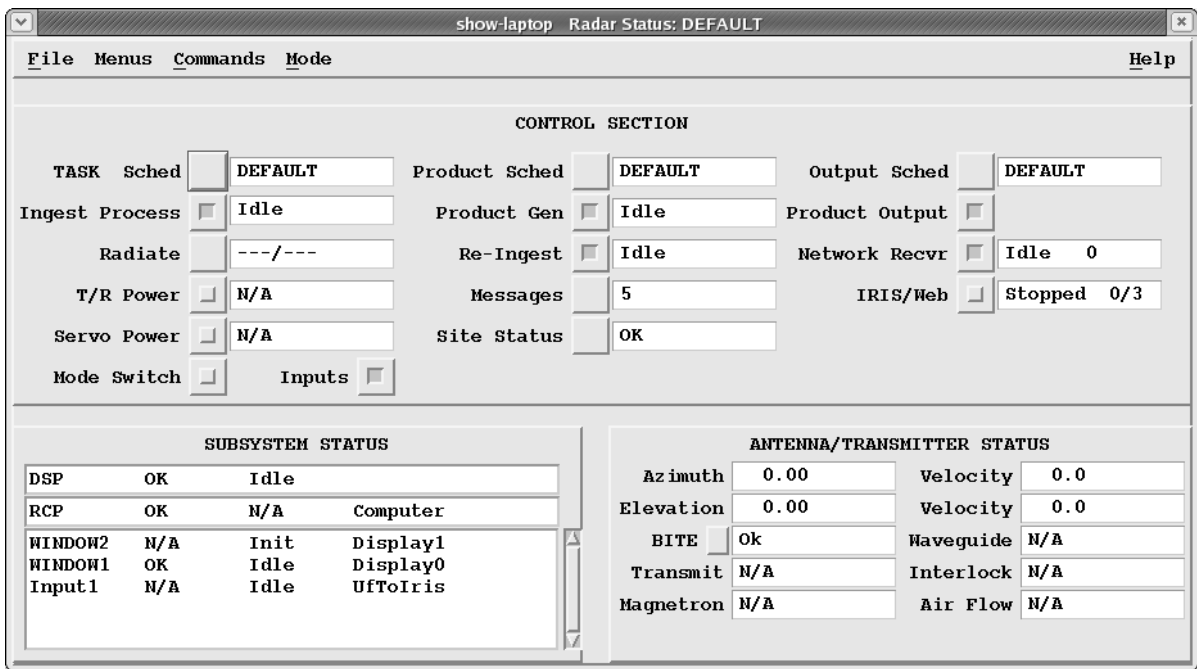 show-laptop Radar Status: DEFAULT
File Menus Commands Mode Help
CONTROL SECTION
TASK Sched DEFAULT Product Sched DEFAULT Output Sched DEFAULT
Ingest Process Idle Product Gen Idle Product Output
Radiate ---/--- Re-Ingest Idle Network Recvr Idle 0
T/R Power N/A Messages 5 IRIS/Web Stopped 0/3
Servo Power N/A Site Status OK
Mode Switch Inputs
SUBSYSTEM STATUS
DSP OK Idle
RCP OK N/A Computer
WINDOW2 N/A Init Display1
WINDOW1 OK Idle Display0
Input1 N/A Idle UfToIris
ANTENNA/TRANSMITTER STATUS
Azimuth 0.00 Velocity 0.0
Elevation 0.00 Velocity 0.0
BITE Ok Waveguide N/A
Transmit N/A Interlock N/A
Magnetron N/A Air Flow N/A